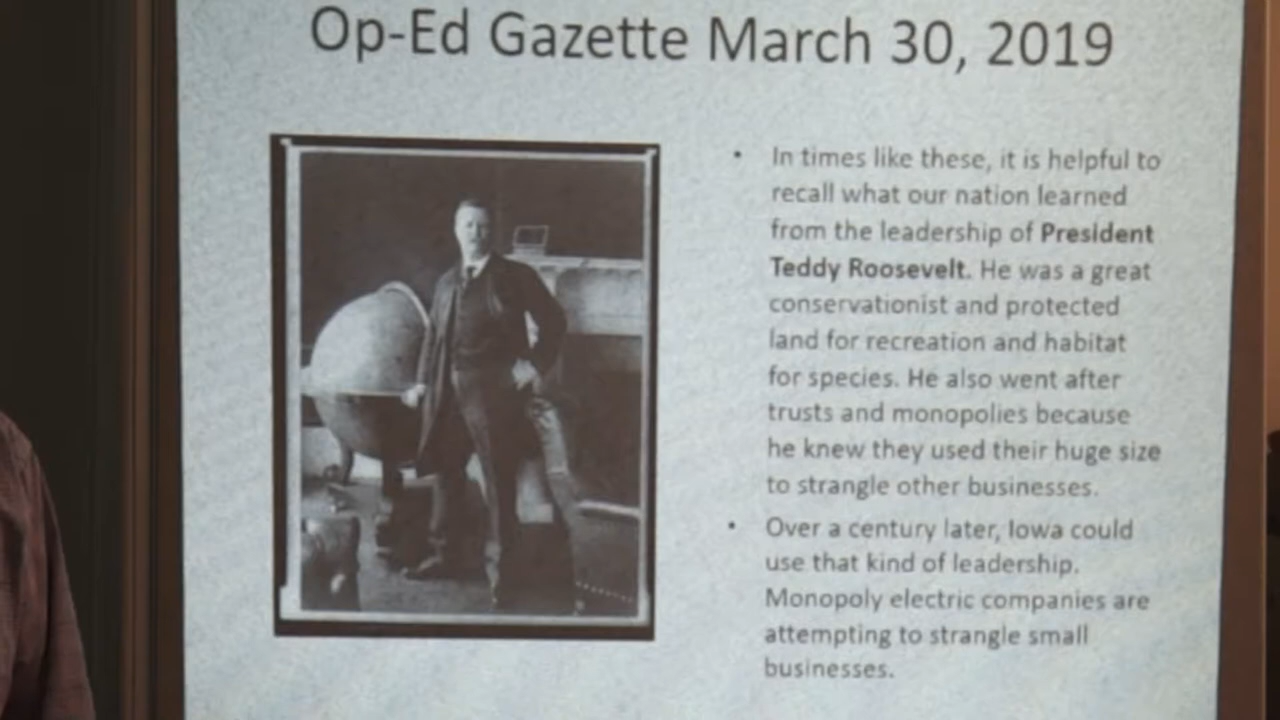 Op-Ed Gazette March 30, 2019
• In times like these, it is helpful to
recall what our nation learned
from the leadership of President
Teddy Roosevelt. He was a great
conservationist and protected
land for recreation and habitat
for species. He also went after
trusts and monopolies because
he knew they used their huge size
to strangle other businesses.
• Over a century later, Iowa could
use that kind of leadership.
Monopoly electric companies are
attempting to strangle small
businesses.